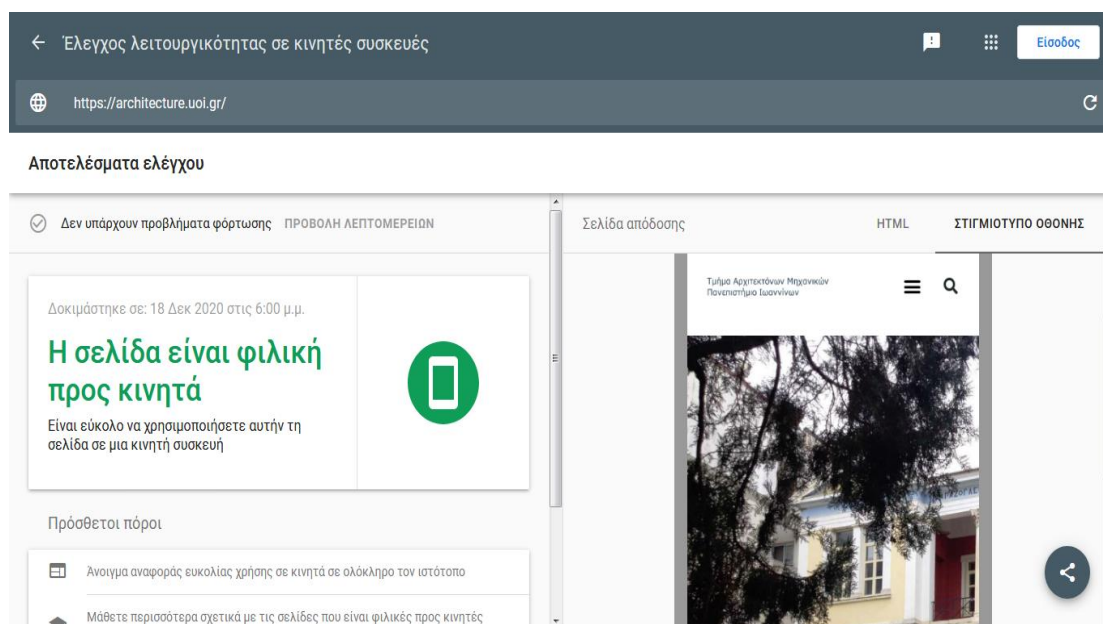 Έλεγχος λειτουργικότητας σε κινητές συσκευές
Είσοδος
https://architecture.uoi.gr/
Αποτελέσματα ελέγχου
Δεν υπάρχουν προβλήματα φόρτωσης ΠΡΟΒΟΛΗ ΛΕΠΤΟΜΕΡΕΙΩΝ
Σελίδα απόδοσης HTML ΣΤΙΓΜΙΟΤΥΠΟ ΟΘΟΝΗΣ
Δοκιμάστηκε σε: 18 Δεκ 2020 στις 6:00 μ.μ.
Η σελίδα είναι φιλική
προς κινητά
Είναι εύκολο να χρησιμοποιήσετε αυτήν τη
σελίδα σε μια κινητή συσκευή
Πρόσθετοι πόροι
Άνοιγμα αναφοράς ευκολίας χρήσης σε κινητά σε ολόκληρο τον ιστότοπο
Μάθετε περισσότερα σχετικά με τις σελίδες που είναι φιλικές προς κινητές
Τμήμα Αρχιτεκτόνων Μηχανικών
Πανεπιστήμιο Ιωαννίνων